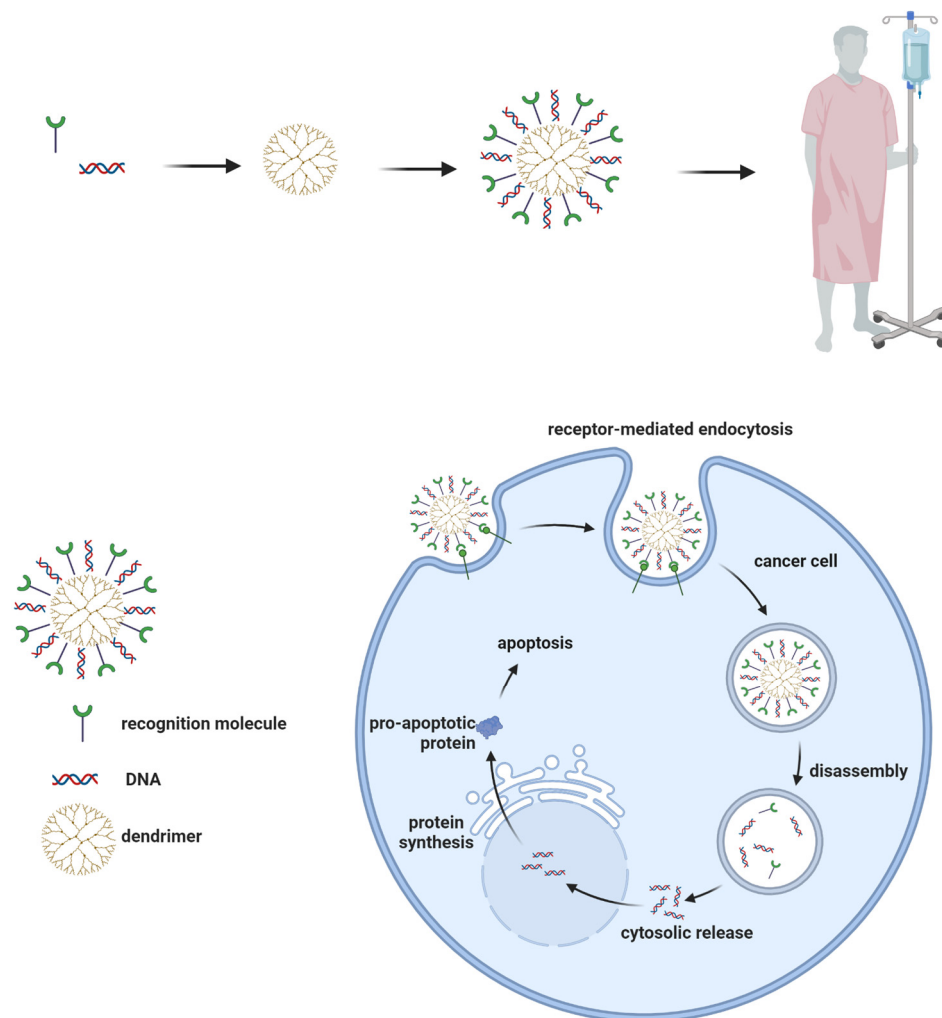 receptor-mediated endocytosis
cancer cell
apoptosis
pro-apoptotic
protein
disassembly
protein
synthesis
cytosolic release
recognition molecule
DNA
dendrimer